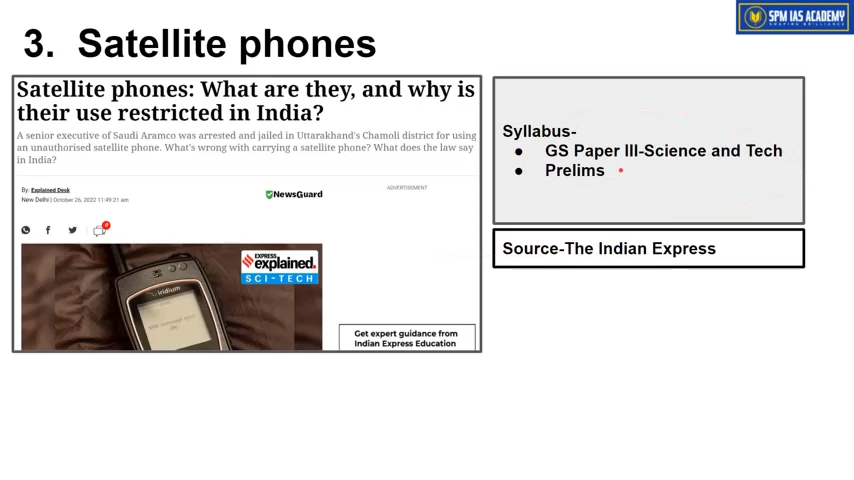 SPM IAS ACADEMY
SHAPING BRILLIANCE
3. Satellite phones
Satellite phones: What are they, and why is
their use restricted in India?
A senior executive of Saudi Aramco was arrested and jailed in Uttarakhand's Chamoli district for using
an unauthorised satellite phone. What's wrong with carrying a satellite phone? What does the law say
in India?
By: Explained Desk
New Delhi | October 26, 2022 11:49:21 am
NewsGuard
ADVERTISEMENT
EXPRESS
explained.
SCI-TECH
iridium
Get expert guidance from
Indian Express Education
Syllabus-
● GS Paper III-Science and Tech
● Prelims
Source-The Indian Express